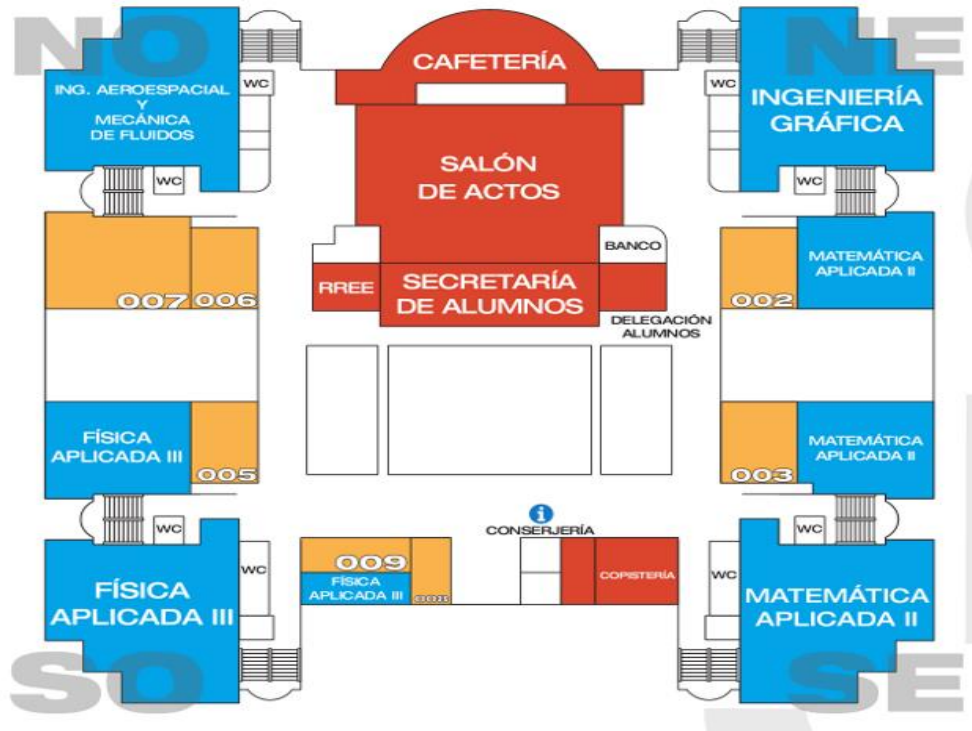 NO
NE
CAFETERÍA
WC
WC
ING. AEROESPACIAL
Y
MECÁNICA
DE FLUIDOS
INGENIERÍA
GRÁFICA
SALÓN
DE ACTOS
WC
WC
BANCO
MATEMÁTICA
APLICADA II
007
006
RREE
SECRETARÍA
DE ALUMNOS
002
DELEGACIÓN
ALUMNOS
FÍSICA
APLICADA III
005
003
MATEMÁTICA
APLICADA II
i
CONSERJERÍA
WC
WC
009
WC
FÍSICA
APLICADA III
008
COPISTERÍA
WC
FÍSICA
APLICADA III
MATEMÁTICA
APLICADA II
SO
SE